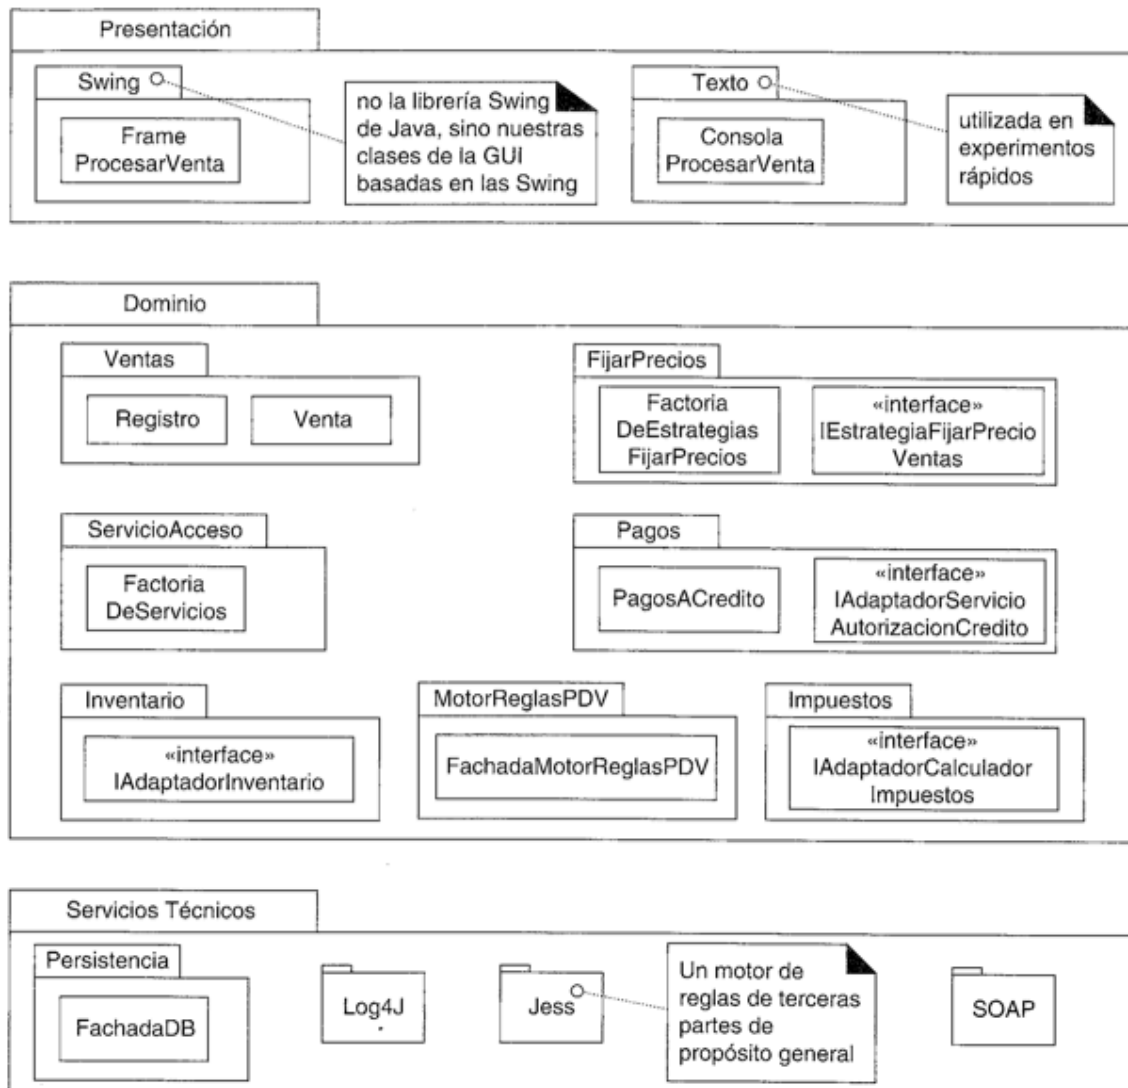 Presentación
Swing
Frame
ProcesarVenta
no la librería Swing
de Java, sino nuestras
clases de la GUI
basadas en las Swing
Texto
Consola
ProcesarVenta
utilizada en
experimentos
rápidos
Dominio
Ventas
Registro
Venta
FijarPrecios
Factoria
DeEstrategias
FijarPrecios
«interface»
IEstrategiaFijarPrecio
Ventas
ServicioAcceso
Factoria
DeServicios
Pagos
PagosACredito
«interface»
IAdaptadorServicio
AutorizacionCredito
Inventario
«interface»
IAdaptadorInventario
MotorReglasPDV
FachadaMotorReglasPDV
Impuestos
«interface»
IAdaptadorCalculador
Impuestos
Servicios Técnicos
Persistencia
FachadaDB
Log4J
Jess
Un motor de
reglas de terceras
partes de
propósito general
SOAP